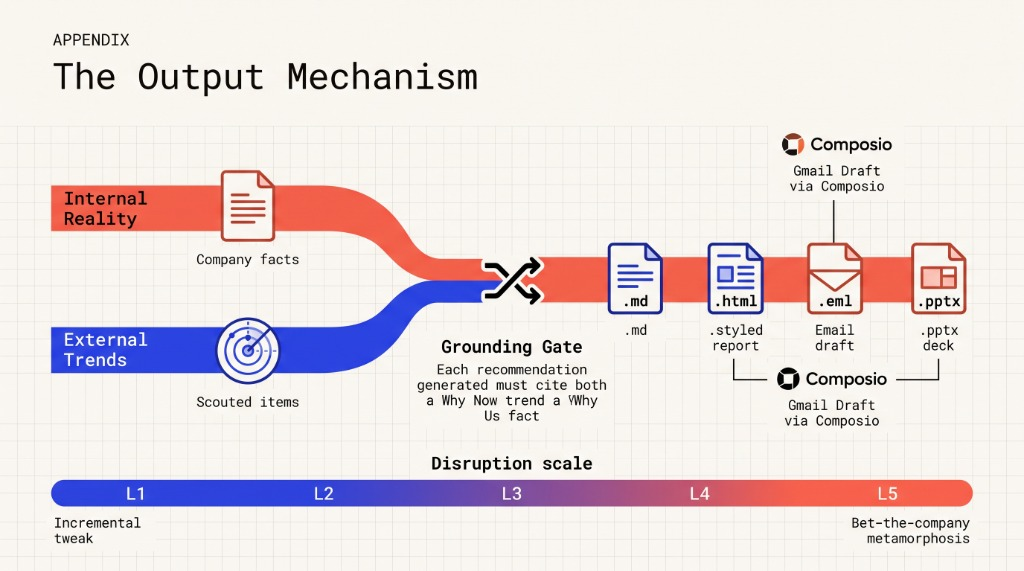 APPENDIX
The Output Mechanism
Internal
Reality
Company facts
External
Trends
Scouted items
Grounding Gate
Each recommendation
generated must cite both
a Why Now trend a YWhy
Us fact
Composio
Gmail Draft
via Composio
.md
.html
.eml
.pptx
.md
.styled
report
Email
draft
.pptx
deck
Composio
Gmail Draft
via Composio
Disruption scale
L1
L2
L3
L4
L5
Incremental
tweak
Bet-the-company
metamorphosis